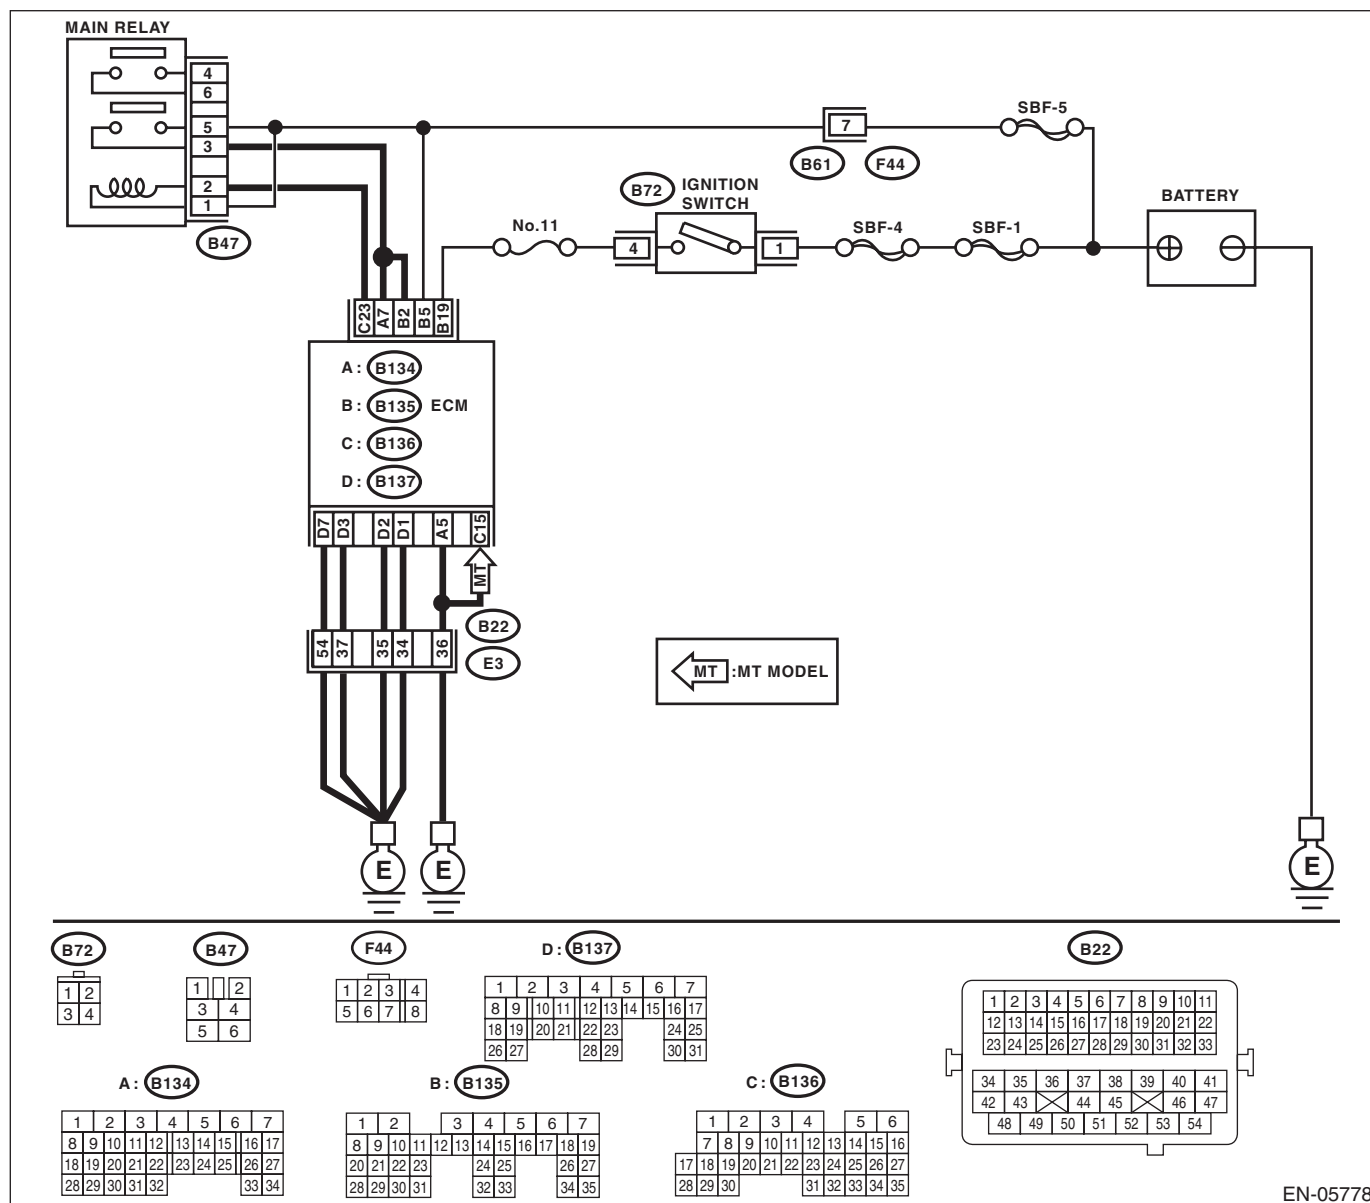 MAIN RELAY
4
6
5
3
2
1
B47
SBF-5
7
B61 F44
B72 IGNITION SWITCH
No.11
4
1
SBF-4
SBF-1
BATTERY
C23 A7 B2 B5 B19
A: B134
B: B135 ECM
C: B136
D: B137
D7 D3 D2 D1 A5 C15
MT
B22
54 37 35 34 36
E3
MT :MT MODEL
E E E
B72
1 2
3 4
B47
1 2
3 4
5 6
F44
1 2 3 4
5 6 7 8
D: B137
1 2 3 4 5 6 7
8 9 10 11 12 13 14 15 16 17
18 19 20 21 22 23 24 25
26 27 28 29 30 31
B22
1 2 3 4 5 6 7 8 9 10 11
12 13 14 15 16 17 18 19 20 21 22
23 24 25 26 27 28 29 30 31 32 33
34 35 36 37 38 39 40 41
42 43 44 45 46 47
48 49 50 51 52 53 54
A: B134
1 2 3 4 5 6 7
8 9 10 11 12 13 14 15 16 17
18 19 20 21 22 23 24 25 26 27
28 29 30 31 32 33 34
B: B135
1 2 3 4 5 6 7
8 9 10 11 12 13 14 15 16 17 18 19
20 21 22 23 24 25 26 27
28 29 30 31 32 33 34 35
C: B136
1 2 3 4 5 6
7 8 9 10 11 12 13 14 15 16
17 18 19 20 21 22 23 24 25 26 27
28 29 30 31 32 33 34 35
EN-05778